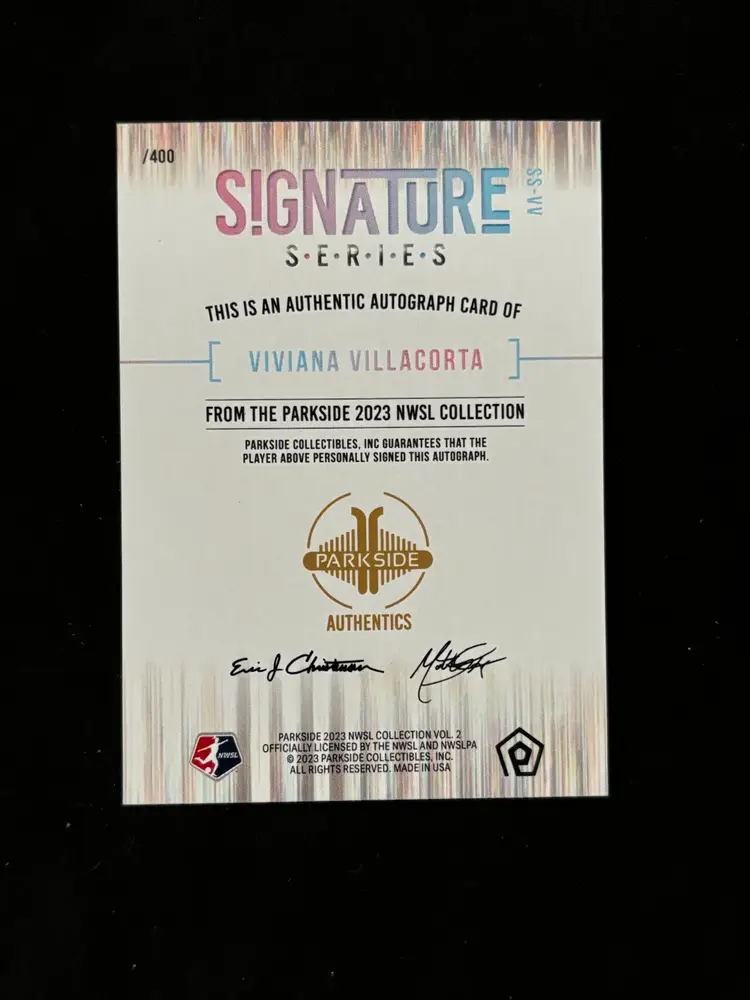 /400
SIGNATURE
SS-VV
S·E·R·I·E·S
THIS IS AN AUTHENTIC AUTOGRAPH CARD OF
VIVIANA VILLACORTA
FROM THE PARKSIDE 2023 NWSL COLLECTION
PARKSIDE COLLECTIBLES, INC GUARANTEES THAT THE
PLAYER ABOVE PERSONALLY SIGNED THIS AUTOGRAPH.
PARKSIDE
AUTHENTICS
Eric J
NWSL
PARKSIDE 2023 NWSL COLLECTION VOL. 2
OFFICIALLY LICENSED BY THE NWSL AND NWSLPA
© 2023 PARKSIDE COLLECTIBLES, INC.
ALL RIGHTS RESERVED. MADE IN USA